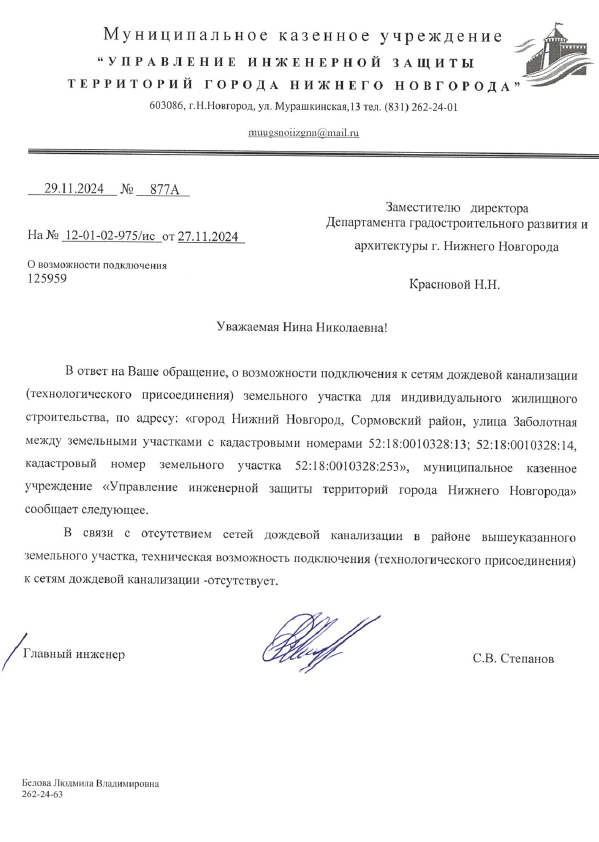 Муниципальное казенное учреждение
“УПРАВЛЕНИЕ ИНЖЕНЕРНОЙ ЗАЩИТЫ
ТЕРРИТОРИЙ ГОРОДА НИЖНЕГО НОВГОРОДА”
603086, г.Н.Новгород, ул. Мурашкинская,13 тел. (831) 262-24-01
muugsnoiizgnn@mail.ru
29.11.2024 № 877А
На № 12-01-02-975/ис от 27.11.2024
О возможности подключения
125959
Заместителю директора
Департамента градостроительного развития и
архитектуры г. Нижнего Новгорода
Красновой Н.Н.
Уважаемая Нина Николаевна!
В ответ на Ваше обращение, о возможности подключения к сетям дождевой канализации
(технологического присоединения) земельного участка для индивидуального жилищного
строительства, по адресу: «город Нижний Новгород, Сормовский район, улица Заболотная
между земельными участками с кадастровыми номерами 52:18:0010328:13; 52:18:0010328:14,
кадастровый номер земельного участка 52:18:0010328:253», муниципальное казенное
учреждение «Управление инженерной защиты территорий города Нижнего Новгорода»
сообщает следующее.
В связи с отсутствием сетей дождевой канализации в районе вышеуказанного
земельного участка, техническая возможность подключения (технологического присоединения)
к сетям дождевой канализации -отсутствует.
Главный инженер
С.В. Степанов
Белова Людмила Владимировна
262-24-63